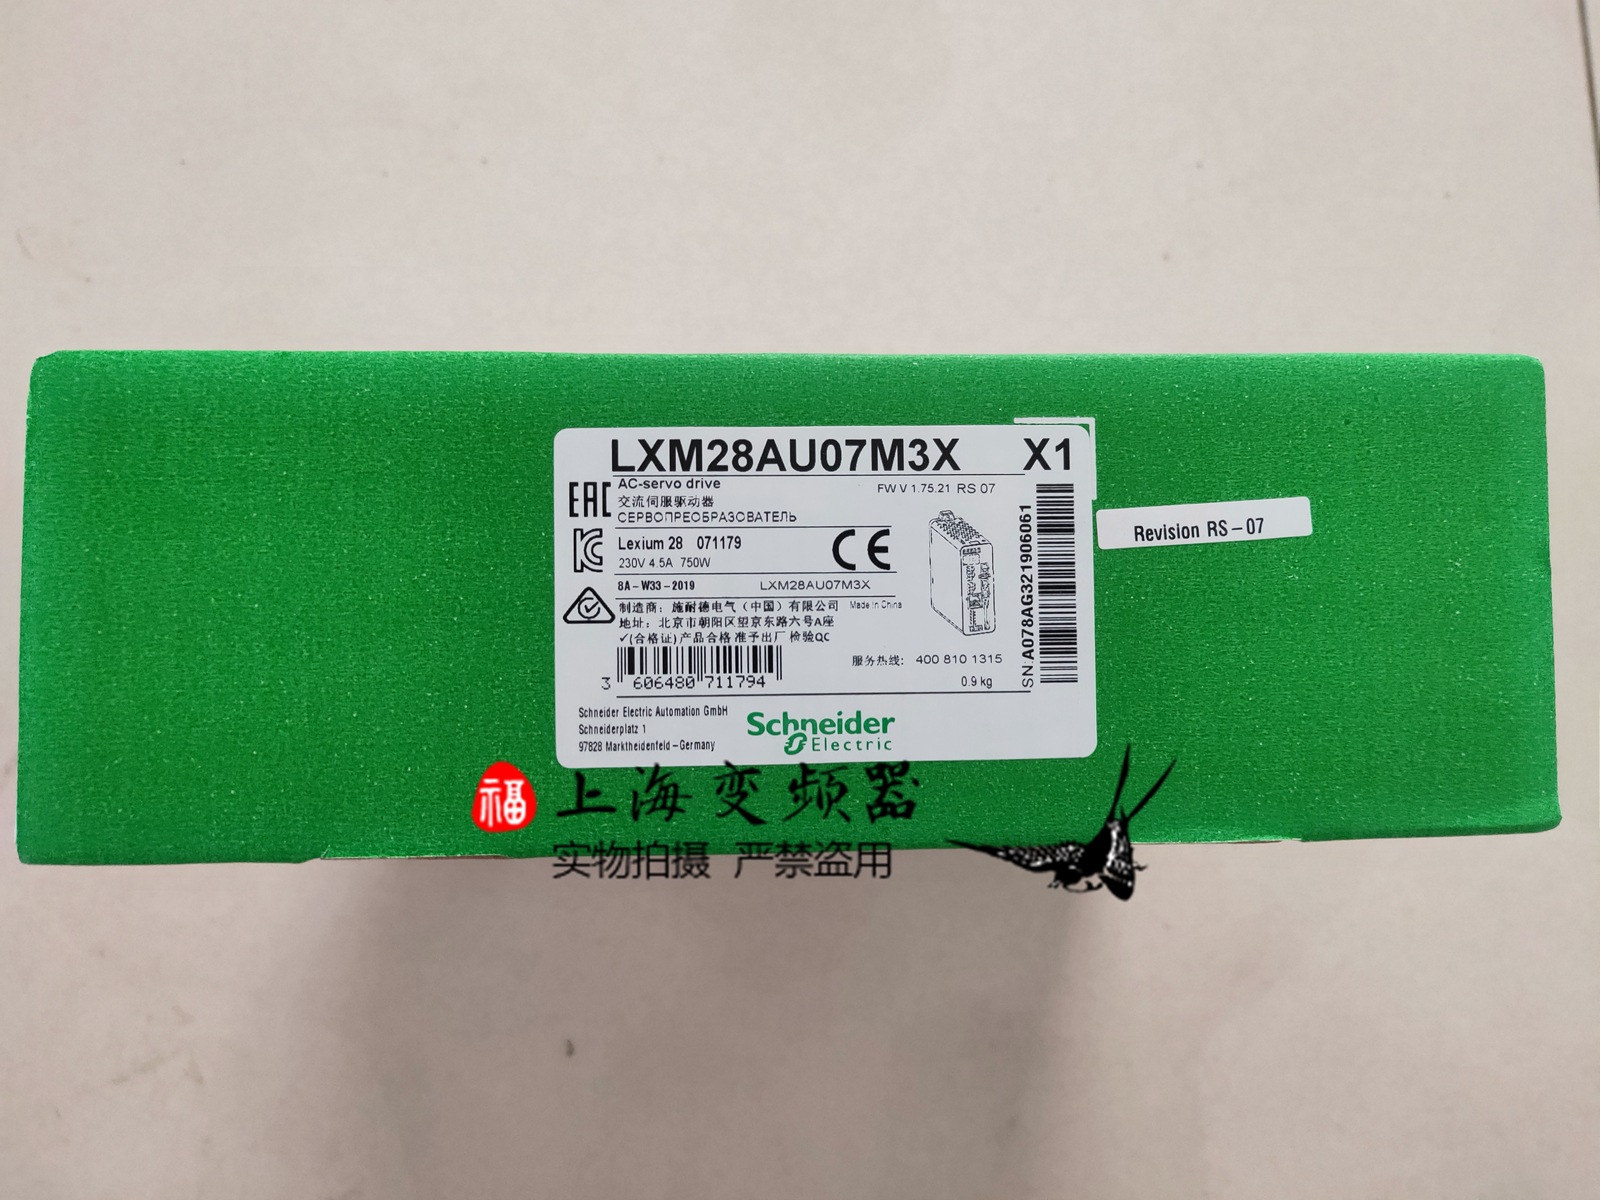 LXM28AU07M3X X1
AC-servo drive
FW V 1.75.21 RS 07
交流伺服驱动器
СЕРВОПРЕОБРАЗОВАТЕЛЬ
EAC
Lexium 28 071179
230V 4.5A 750W
CE
8A-W33-2019 LXM28AU07M3X
制造商：施耐德电气（中国）有限公司 Made in China
地址：北京市朝阳区望京东路六号A座
✓(合格证)产品合格 准予出厂 检验QC
服务热线: 400 810 1315
3 606480 711794
0.9 kg
SN:A078AG321906061
Schneider Electric Automation GmbH
Schneiderplatz 1
97828 Marktheidenfeld-Germany
Schneider
Electric
Revision RS-07
福 上海变频器
实物拍摄 严禁盗用